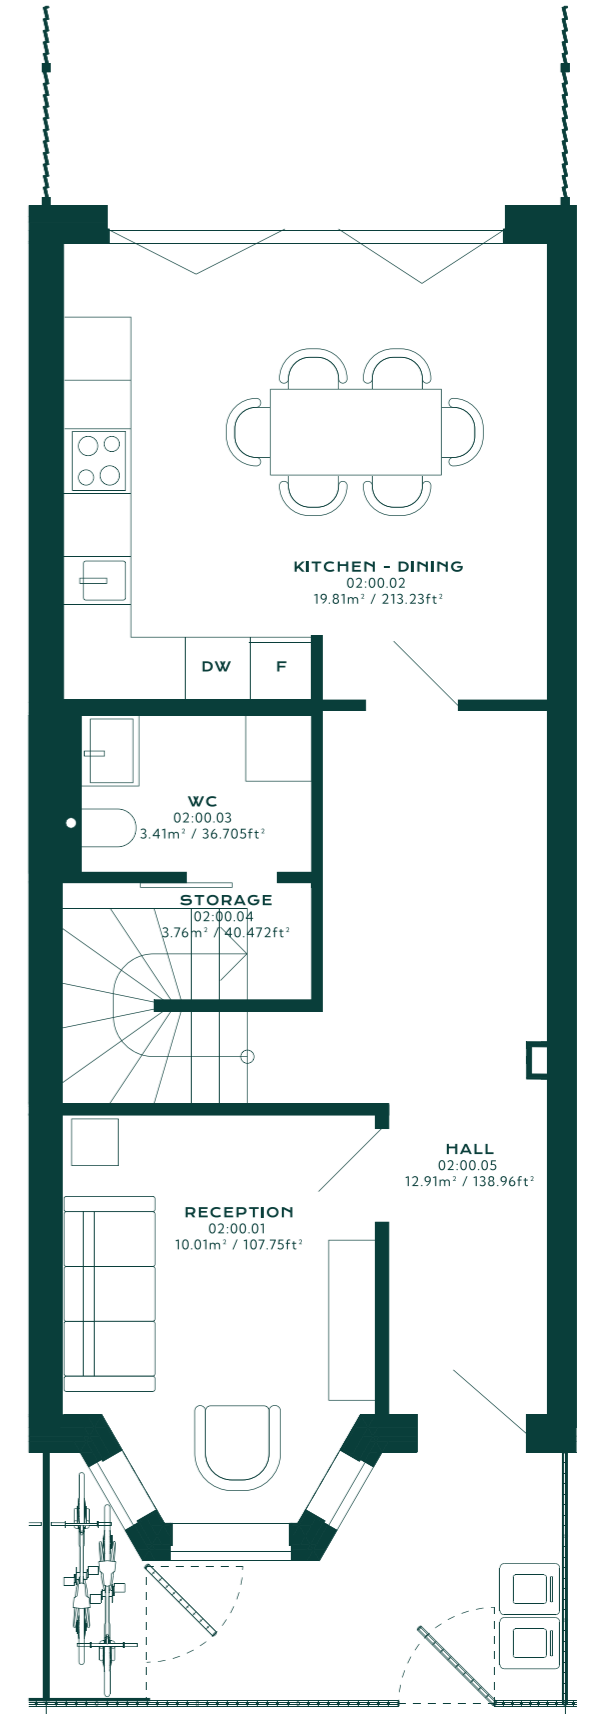 KITCHEN - DINING
02:00.02
19.81m² / 213.23ft²
DW F
WC
02:00.03
3.41m² / 36.705ft²
STORAGE
02:00.04
3.76m² / 40.472ft²
HALL
02:00.05
12.91m² / 138.96ft²
RECEPTION
02:00.01
10.01m² / 107.75ft²